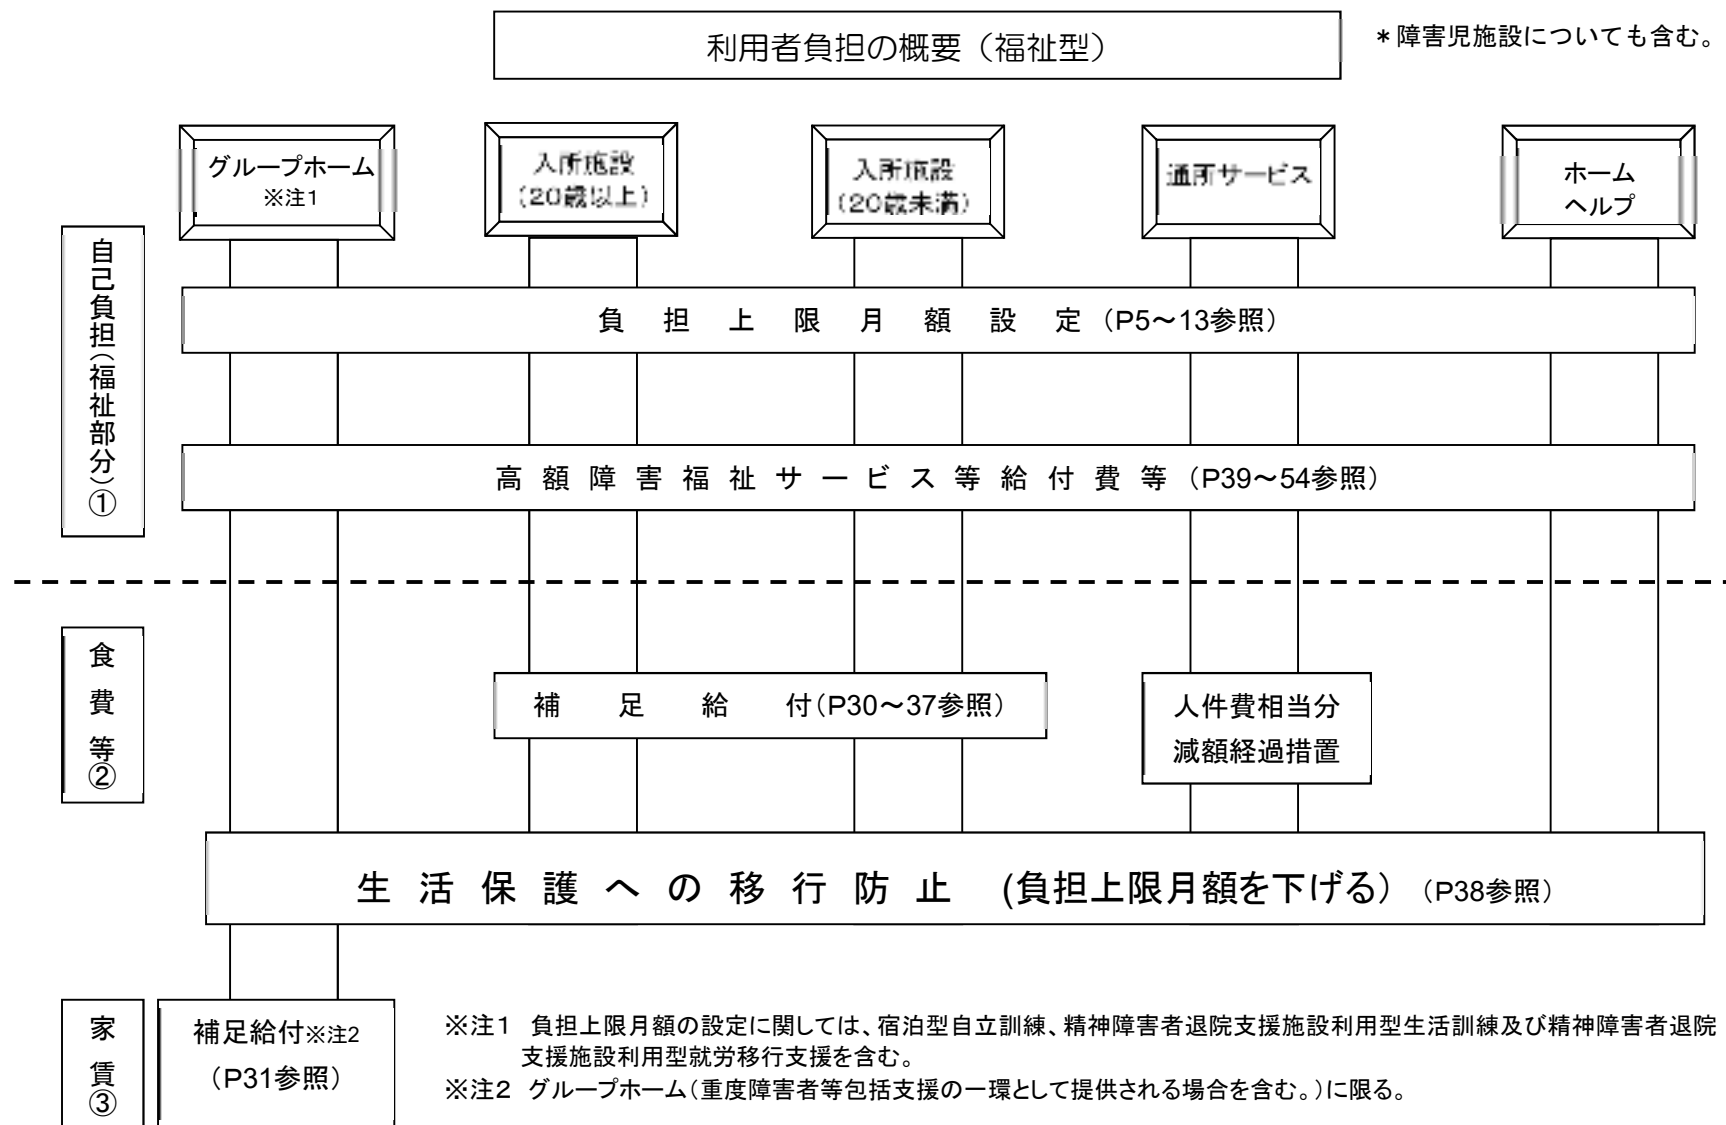 利用者負担の概要（福祉型）
＊障害児施設についても含む。
グループホーム
※注1
入所施設
（20歳以上）
入所施設
（20歳未満）
通所サービス
ホーム
ヘルプ
自己負担（福祉部分）①
負担上限月額設定（P5～13参照）
高額障害福祉サービス等給付費等（P39～54参照）
食費等②
補足給付（P30～37参照）
人件費相当分
減額経過措置
生活保護への移行防止 (負担上限月額を下げる）（P38参照）
家賃③
補足給付※注2
（P31参照）
※注１ 負担上限月額の設定に関しては、宿泊型自立訓練、精神障害者退院支援施設利用型生活訓練及び精神障害者退院
支援施設利用型就労移行支援を含む。
※注２ グループホーム（重度障害者等包括支援の一環として提供される場合を含む。）に限る。